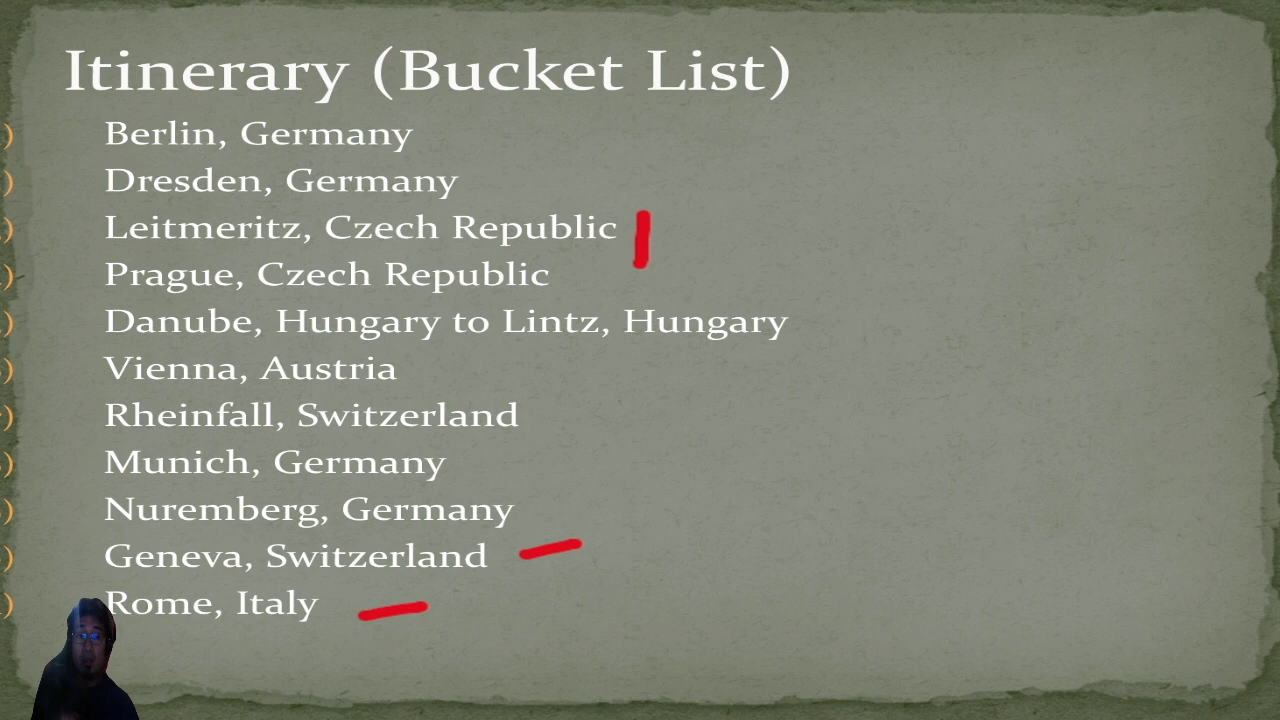 Itinerary (Bucket List)
) Berlin, Germany
) Dresden, Germany
) Leitmeritz, Czech Republic
) Prague, Czech Republic
) Danube, Hungary to Lintz, Hungary
) Vienna, Austria
) Rheinfall, Switzerland
) Munich, Germany
) Nuremberg, Germany
) Geneva, Switzerland
) Rome, Italy